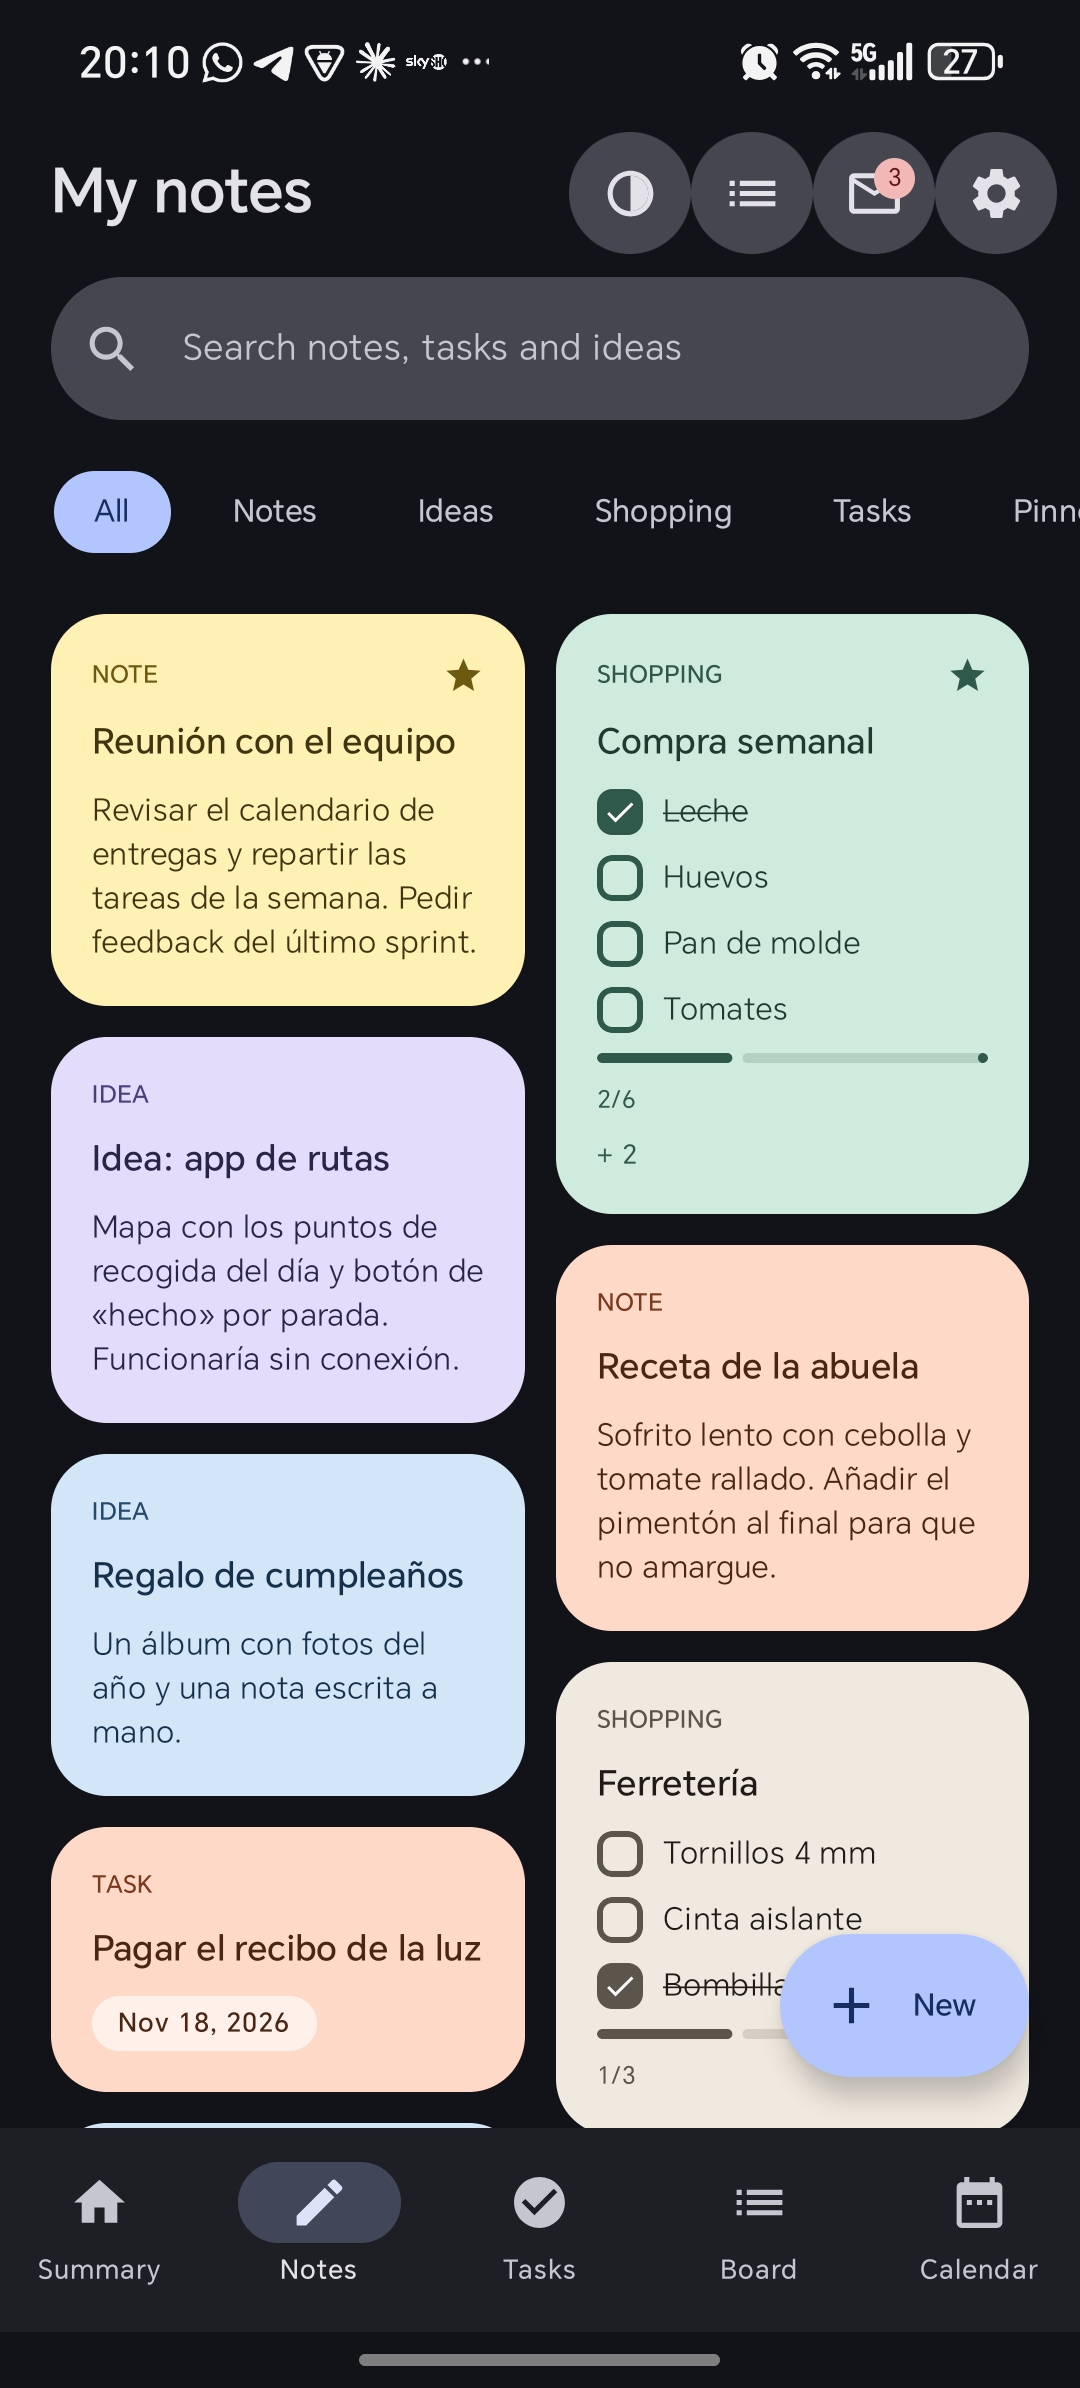 20:10
sky
5G
27
My notes
3
Search notes, tasks and ideas
All
Notes
Ideas
Shopping
Tasks
Pinn
NOTE
Reunión con el equipo
Revisar el calendario de
entregas y repartir las
tareas de la semana. Pedir
feedback del último sprint.
IDEA
Idea: app de rutas
Mapa con los puntos de
recogida del día y botón de
«hecho» por parada.
Funcionaría sin conexión.
IDEA
Regalo de cumpleaños
Un álbum con fotos del
año y una nota escrita a
mano.
TASK
Pagar el recibo de la luz
Nov 18, 2026
SHOPPING
Compra semanal
Leche
Huevos
Pan de molde
Tomates
2/6
+ 2
NOTE
Receta de la abuela
Sofrito lento con cebolla y
tomate rallado. Añadir el
pimentón al final para que
no amargue.
SHOPPING
Ferretería
Tornillos 4 mm
Cinta aislante
Bombilla
1/3
New
Summary
Notes
Tasks
Board
Calendar